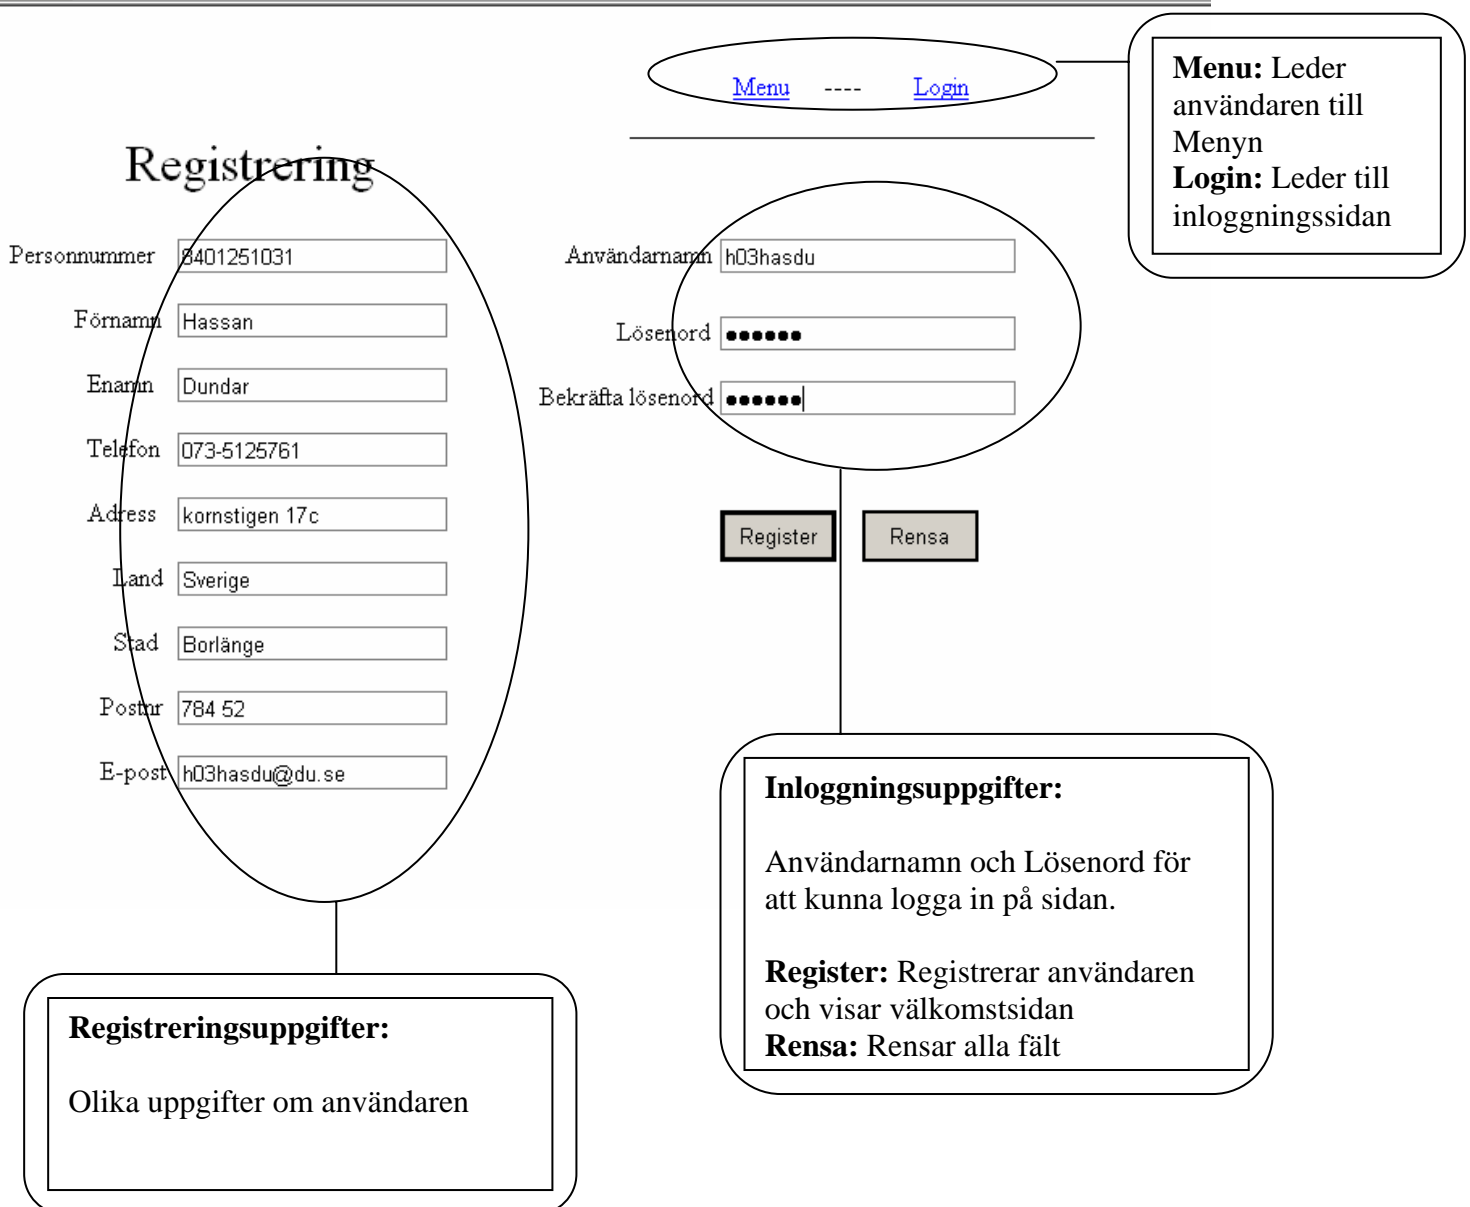 Menu ---- Login
Menu: Leder
användaren till
Menyn
Login: Leder till
inloggningssidan
Registrering
Personnummer 8401251031
Förnamn Hassan
Enamn Dundar
Telefon 073-5125761
Adress kornstigen 17c
Land Sverige
Stad Borlänge
Postnr 784 52
E-post h03hasdu@du.se
Användarnamn h03hasdu
Lösenord ●●●●●●
Bekräfta lösenord ●●●●●●
Register Rensa
Inloggningsuppgifter:
Användarnamn och Lösenord för
att kunna logga in på sidan.
Register: Registrerar användaren
och visar välkomstsidan
Rensa: Rensar alla fält
Registreringsuppgifter:
Olika uppgifter om användaren